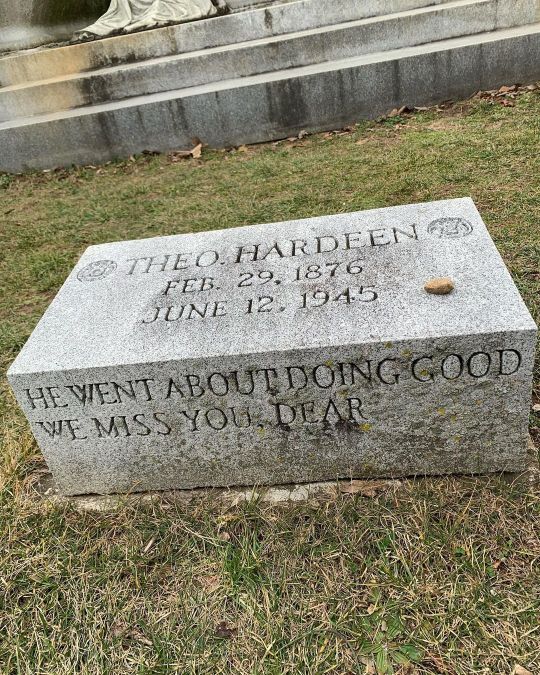 THEO. HARDEEN
FEB. 29, 1876
JUNE 12, 1945
HE WENT ABOUT DOING GOOD
WE MISS YOU, DEAR